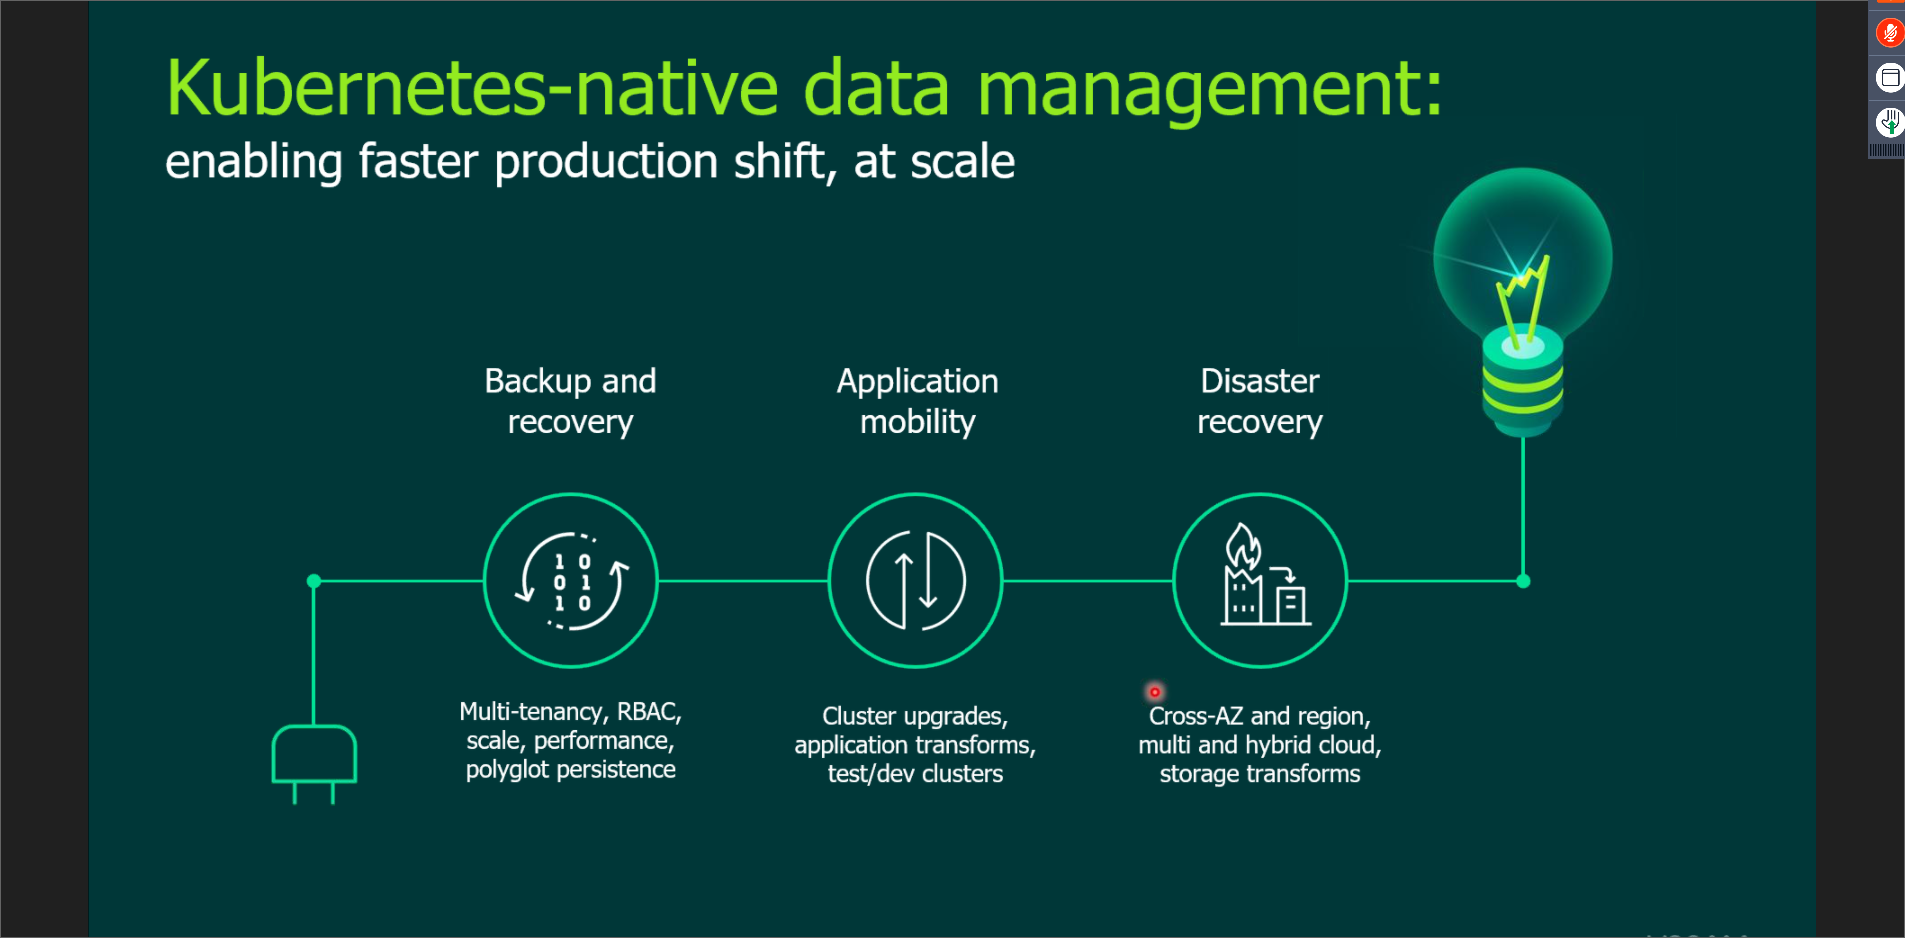 Kubernetes-native data management:
enabling faster production shift, at scale
Backup and
recovery
Application
mobility
Disaster
recovery
1 0
0 1
1 0
Multi-tenancy, RBAC,
scale, performance,
polyglot persistence
Cluster upgrades,
application transforms,
test/dev clusters
Cross-AZ and region,
multi and hybrid cloud,
storage transforms